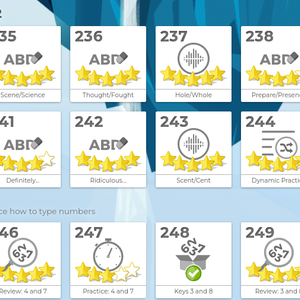 2
35 236 237 238
ABC ABC ABC
Scene/Science Thought/Fought Hole/Whole Prepare/Presen
41 242 243 244
ABC ABC
Definitely... Ridiculous... Scent/Cent Dynamic Practi
ce how to type numbers
46 247 248 249
Review: 4 and 7 Practice: 4 and 7 Keys 3 and 8 Review: 3 and